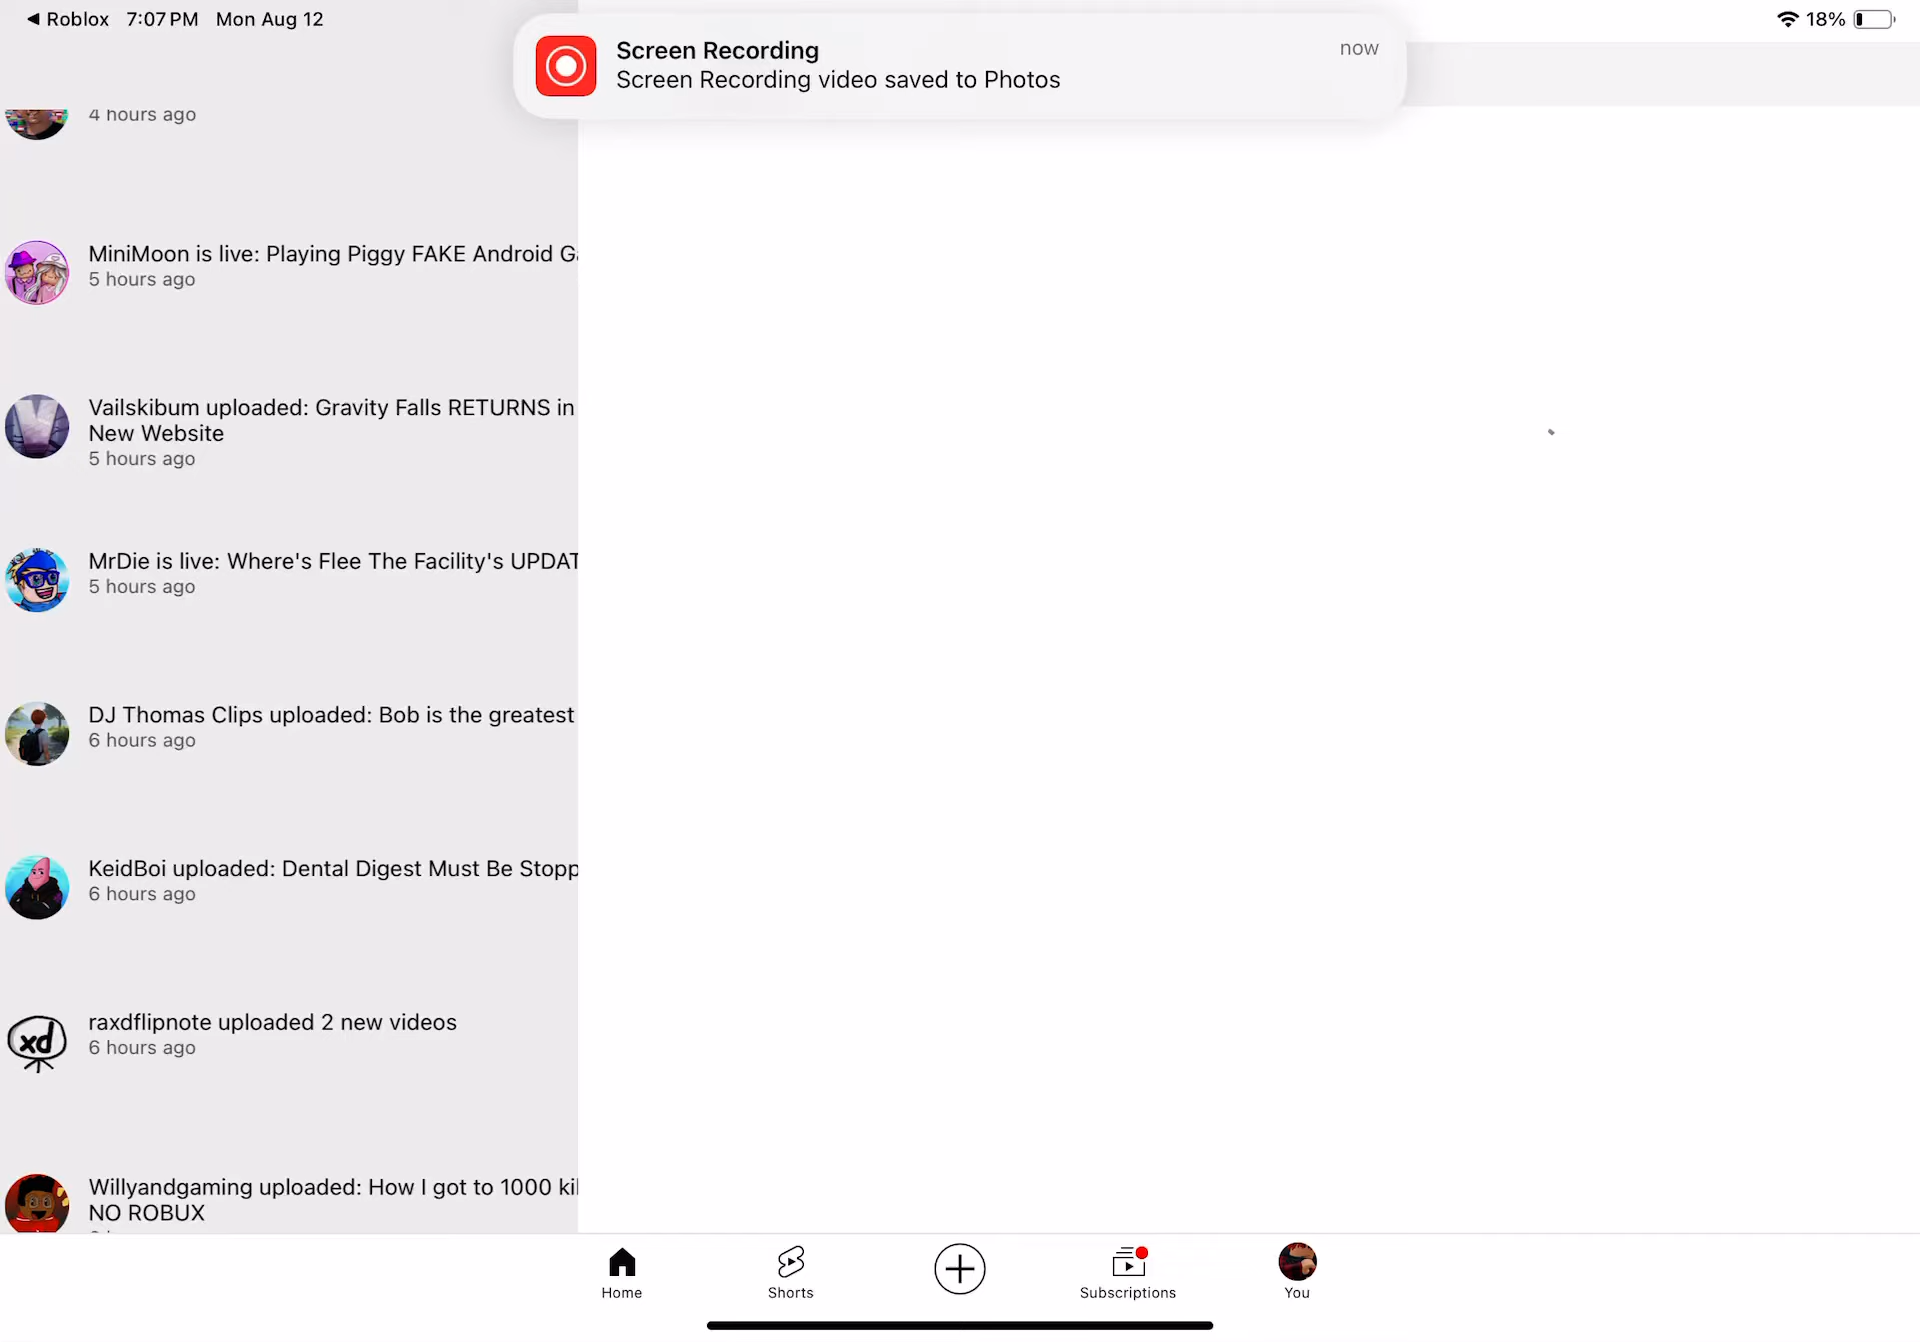 ◀ Roblox 7:07 PM Mon Aug 12
18%
Screen Recording
now
Screen Recording video saved to Photos
4 hours ago
MiniMoon is live: Playing Piggy FAKE Android
5 hours ago
Vailskibum uploaded: Gravity Falls RETURNS in
New Website
5 hours ago
MrDie is live: Where's Flee The Facility's UPDAT
5 hours ago
DJ Thomas Clips uploaded: Bob is the greatest
6 hours ago
KeidBoi uploaded: Dental Digest Must Be Stopp
6 hours ago
xd
raxdflipnote uploaded 2 new videos
6 hours ago
Willyandgaming uploaded: How I got to 1000
NO ROBUX
Home
Shorts
Subscriptions
You